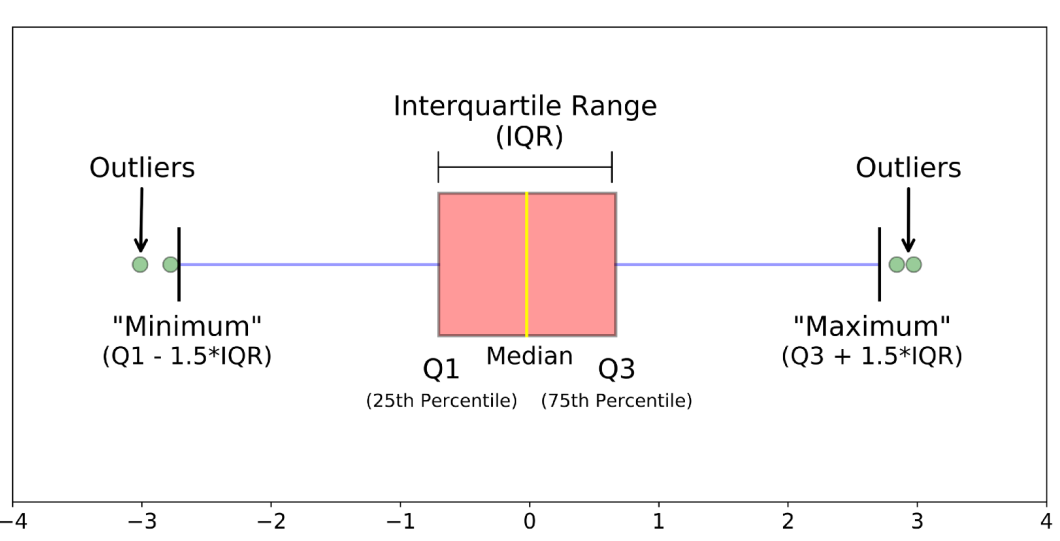 Interquartile Range
(IQR)
Outliers
Outliers
"Minimum"
(Q1 - 1.5*IQR)
"Maximum"
(Q3 + 1.5*IQR)
Q1
Median
Q3
(25th Percentile)
(75th Percentile)
−4
−3
−2
−1
0
1
2
3
4